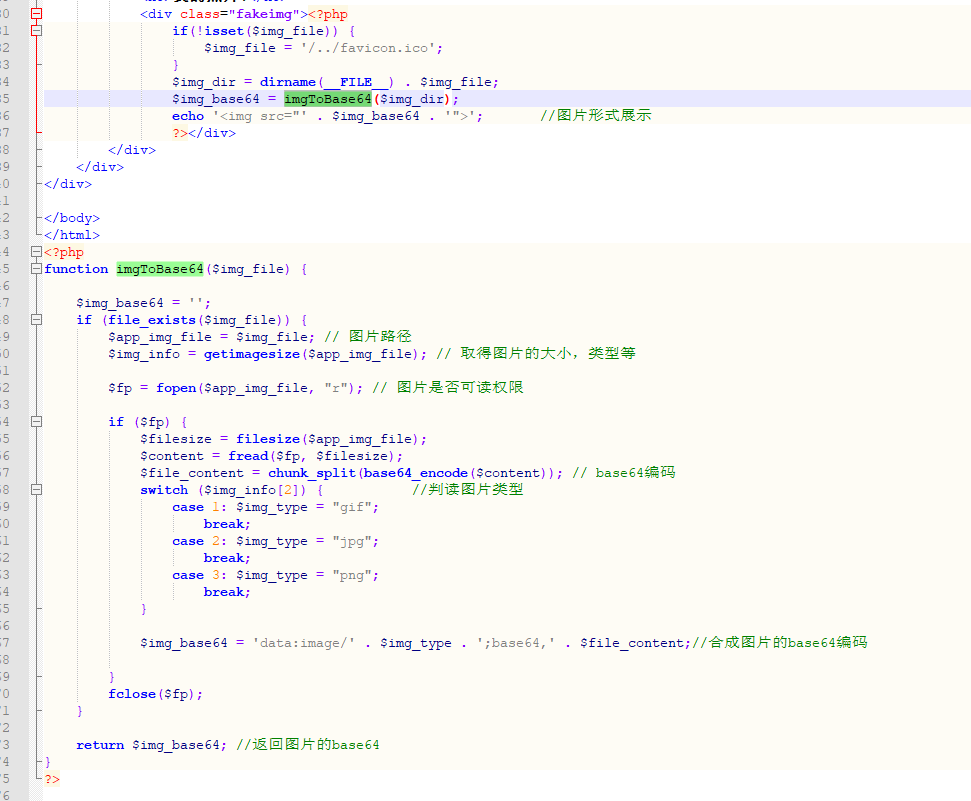 30 <div class="fakeimg"><?php
31 if(!isset($img_file)) {
32 $img_file = '/../favicon.ico';
33 }
34 $img_dir = dirname(__FILE__) . $img_file;
35 $img_base64 = imgToBase64($img_dir);
36 echo '<img src="' . $img_base64 . '">'; //图片形式展示
37 ?></div>
38 </div>
39 </div>
40 </div>
41
42 </body>
43 </html>
44 <?php
45 function imgToBase64($img_file) {
46
47 $img_base64 = '';
48 if (file_exists($img_file)) {
49 $app_img_file = $img_file; // 图片路径
50 $img_info = getimagesize($app_img_file); // 取得图片的大小，类型等
51
52 $fp = fopen($app_img_file, "r"); // 图片是否可读权限
53
54 if ($fp) {
55 $filesize = filesize($app_img_file);
56 $content = fread($fp, $filesize);
57 $file_content = chunk_split(base64_encode($content)); // base64编码
58 switch ($img_info[2]) { //判读图片类型
59 case 1: $img_type = "gif";
60 break;
61 case 2: $img_type = "jpg";
62 break;
63 case 3: $img_type = "png";
64 break;
65 }
66
67 $img_base64 = 'data:image/' . $img_type . ';base64,' . $file_content;//合成图片的base64编码
68
69 }
70 fclose($fp);
71 }
72
73 return $img_base64; //返回图片的base64
74 }
75 ?>
76